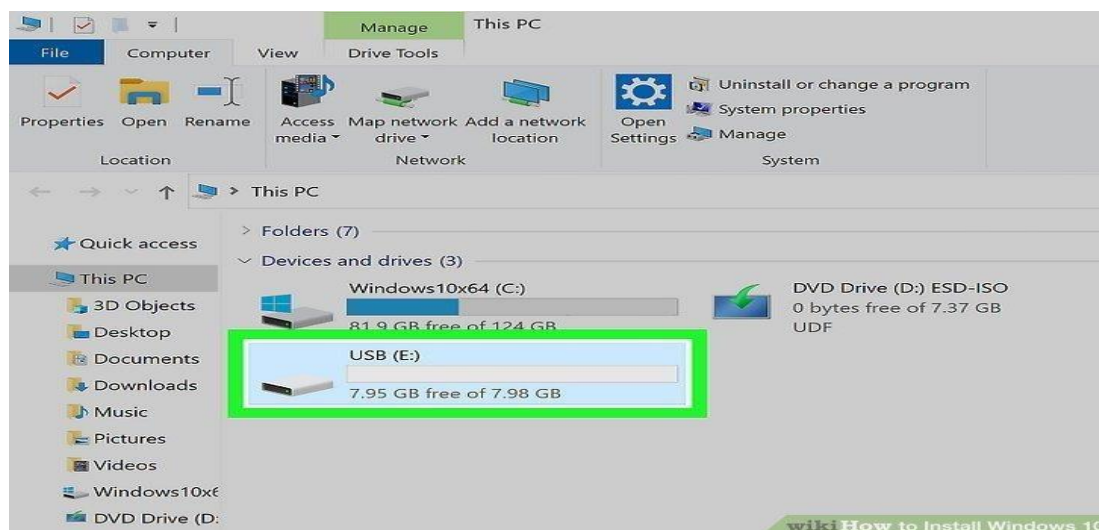 Manage
This PC
File
Computer
View
Drive Tools
Properties
Open
Rename
Access media
Map network drive
Add a network location
Open Settings
Uninstall or change a program
System properties
Manage
Location
Network
System
This PC
Quick access
This PC
3D Objects
Desktop
Documents
Downloads
Music
Pictures
Videos
Windows10x6
DVD Drive (D:
Folders (7)
Devices and drives (3)
Windows10x64 (C:)
81.9 GB free of 124 GB
DVD Drive (D:) ESD-ISO
0 bytes free of 7.37 GB
UDF
USB (E:)
7.95 GB free of 7.98 GB
wikiHow to Install Windows 10